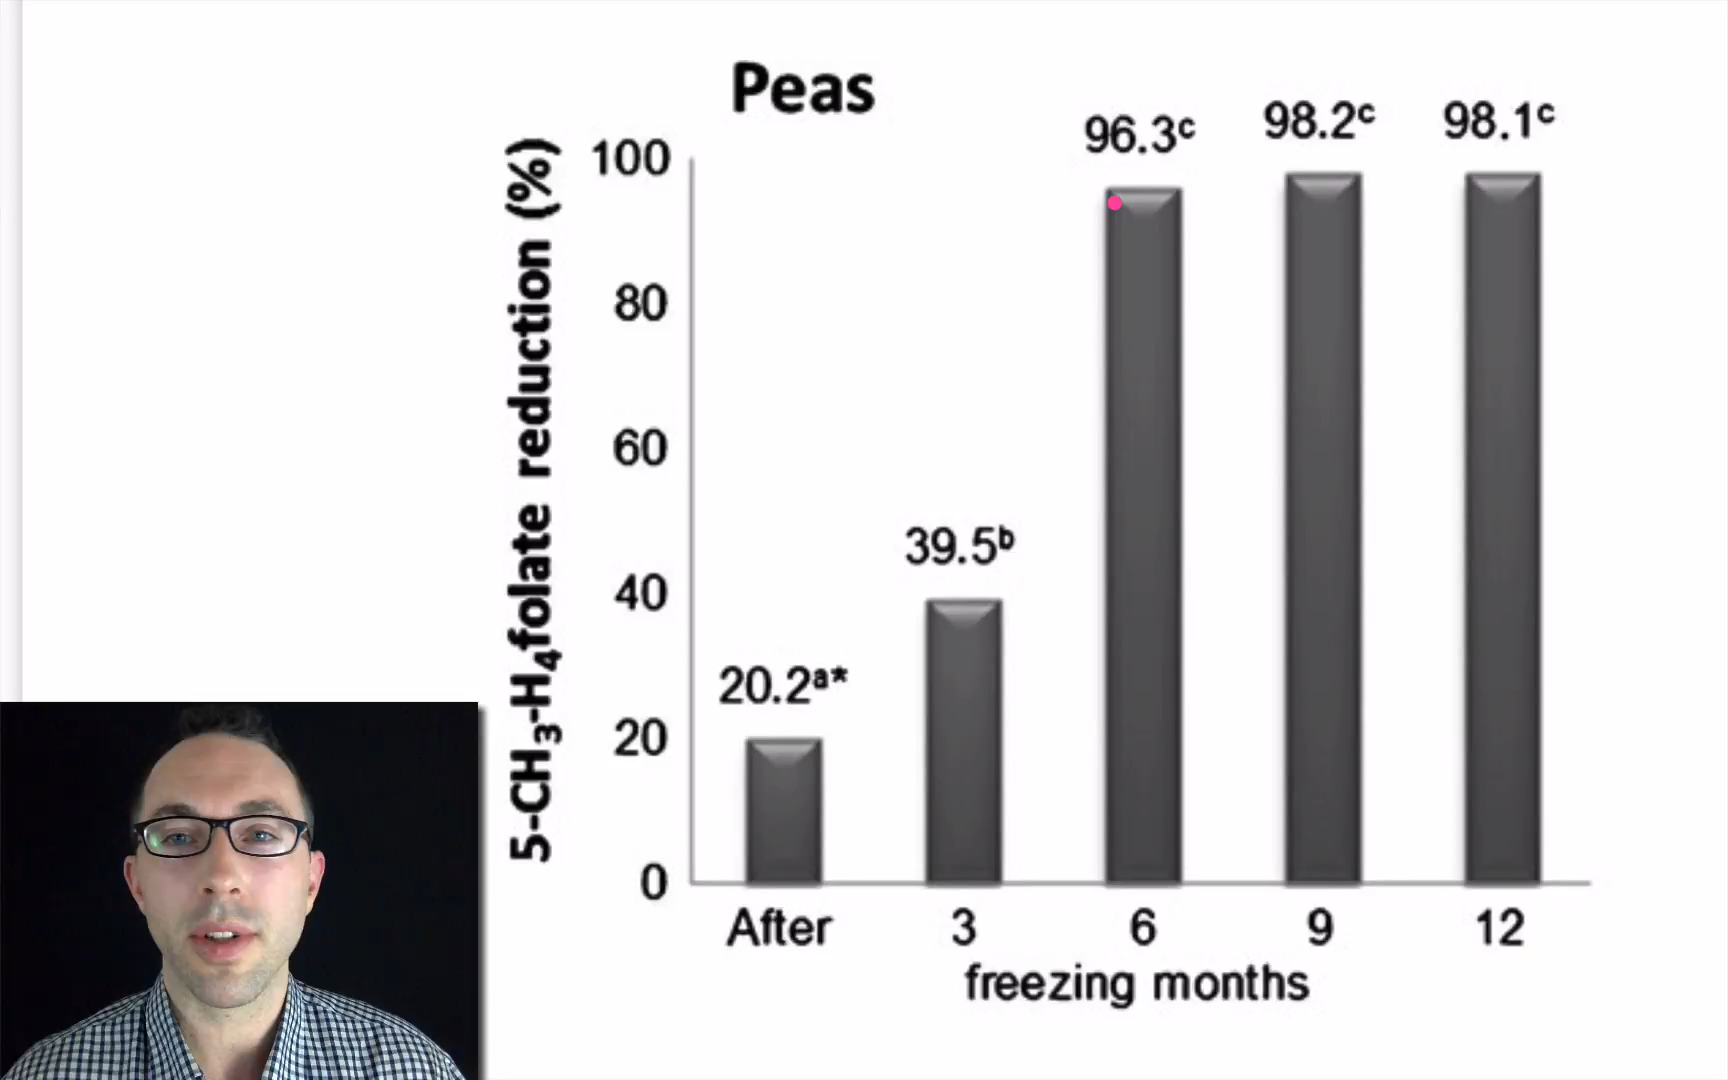 Peas
5-CH₃-H₄folate reduction (%)
100
80
60
40
20
0
20.2ᵃ*
39.5ᵇ
96.3ᶜ
98.2ᶜ
98.1ᶜ
After 3 6 9 12
freezing months